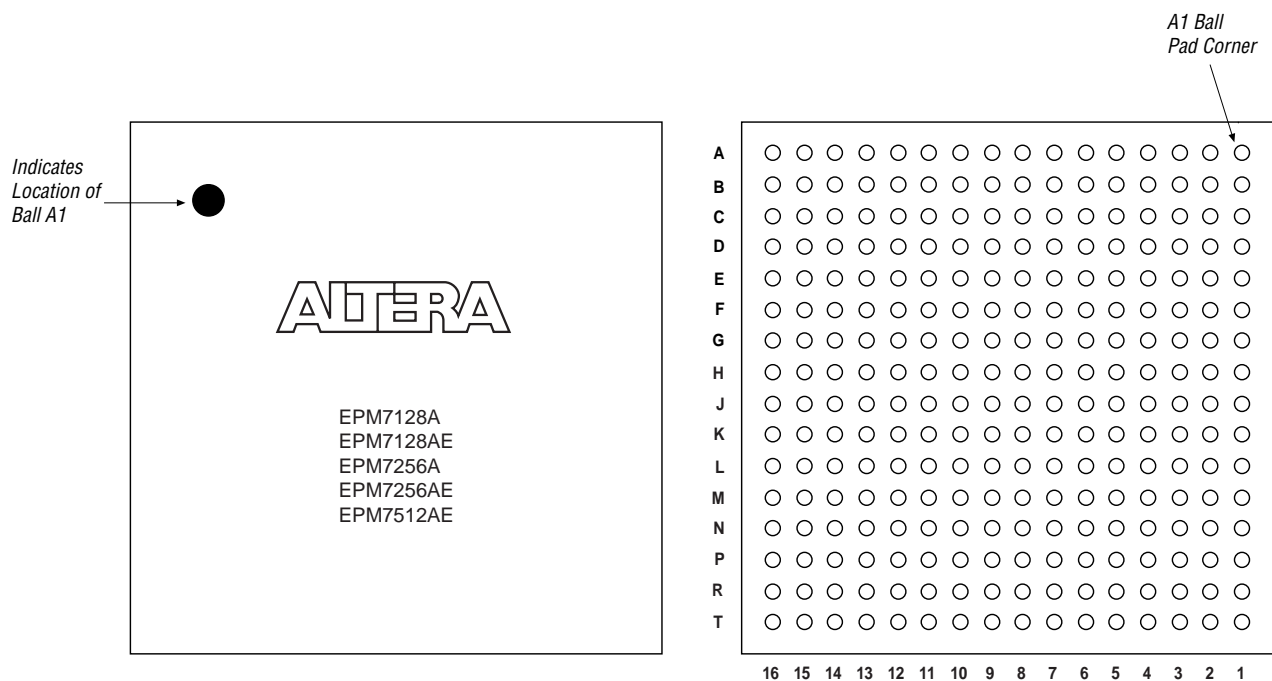 A1 Ball
Pad Corner
Indicates
Location of
Ball A1
ALTERA
EPM7128A
EPM7128AE
EPM7256A
EPM7256AE
EPM7512AE
A
B
C
D
E
F
G
H
J
K
L
M
N
P
R
T
16 15 14 13 12 11 10 9 8 7 6 5 4 3 2 1